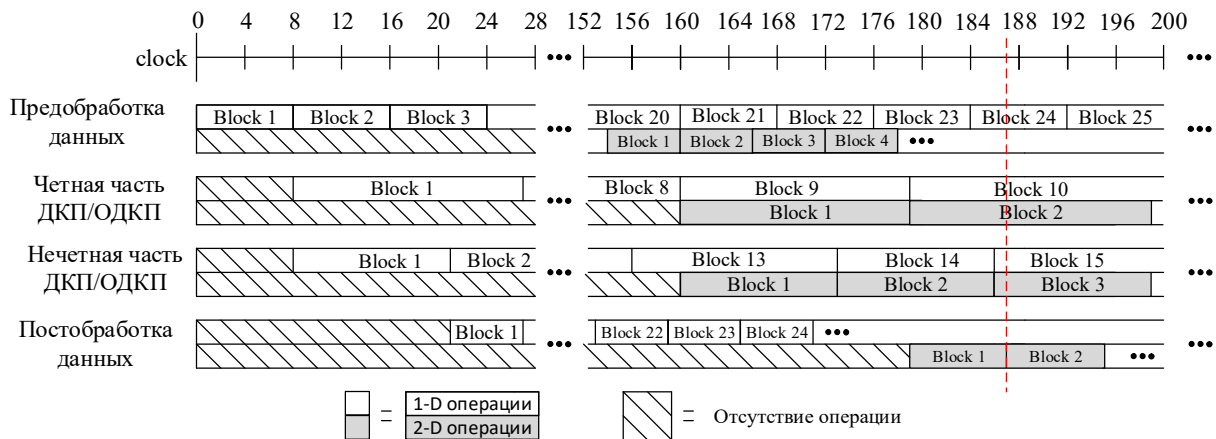 0 4 8 12 16 20 24 28 152 156 160 164 168 172 176 180 184 188 192 196 200
clock ••• •••
Предобработка данных
Block 1 Block 2 Block 3 ••• Block 20 Block 21 Block 22 Block 23 Block 24 Block 25 •••
Block 1 Block 2 Block 3 Block 4 •••
Четная часть ДКП/ОДКП
Block 1 ••• Block 8 Block 9 Block 10 •••
Block 1 Block 2
Нечетная часть ДКП/ОДКП
Block 1 Block 2 ••• Block 13 Block 14 Block 15 •••
Block 1 Block 2 Block 3
Постобработка данных
Block 1 ••• Block 22 Block 23 Block 24 ••• •••
Block 1 Block 2 •••
= 1-D операции
2-D операции
= Отсутствие операции